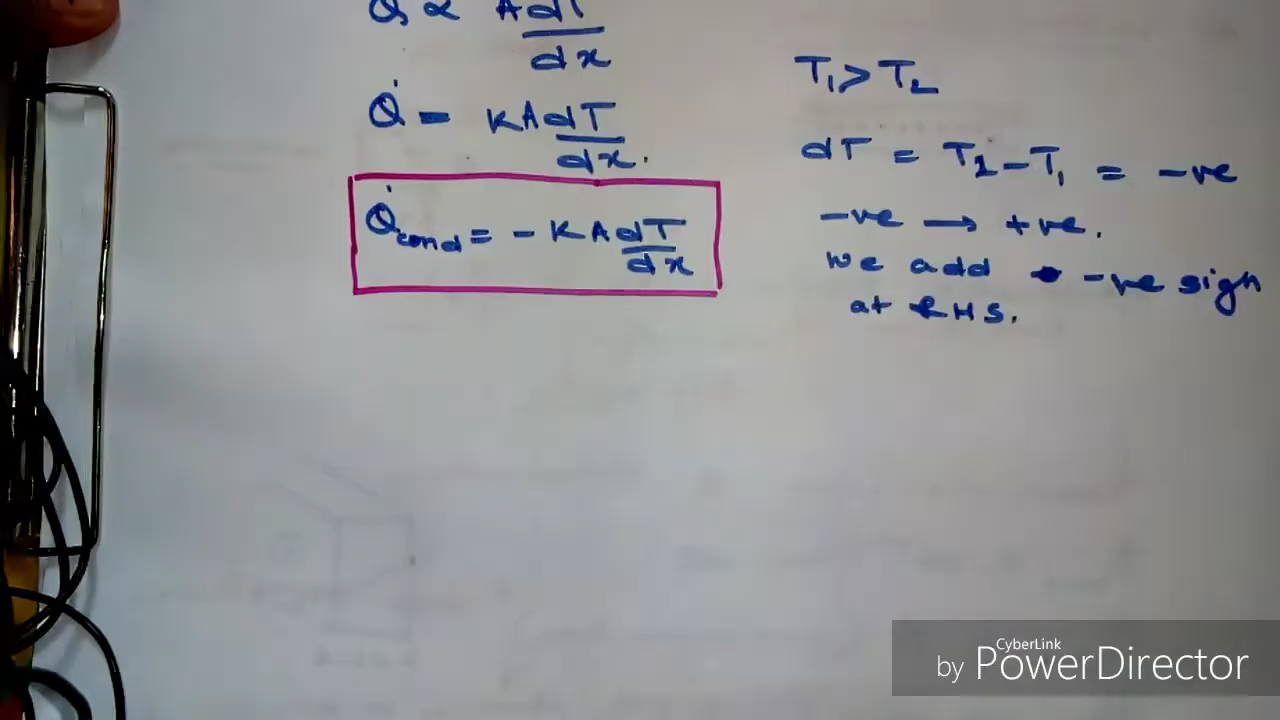 Q̇ ∝ A dT/dx
Q̇ = KA dT/dx.
Q̇cond = - KA dT/dx
T₁ > T₂
dT = T₂ - T₁ = -ve
-ve → +ve.
we add -ve sign
at RHS.
CyberLink
by PowerDirector